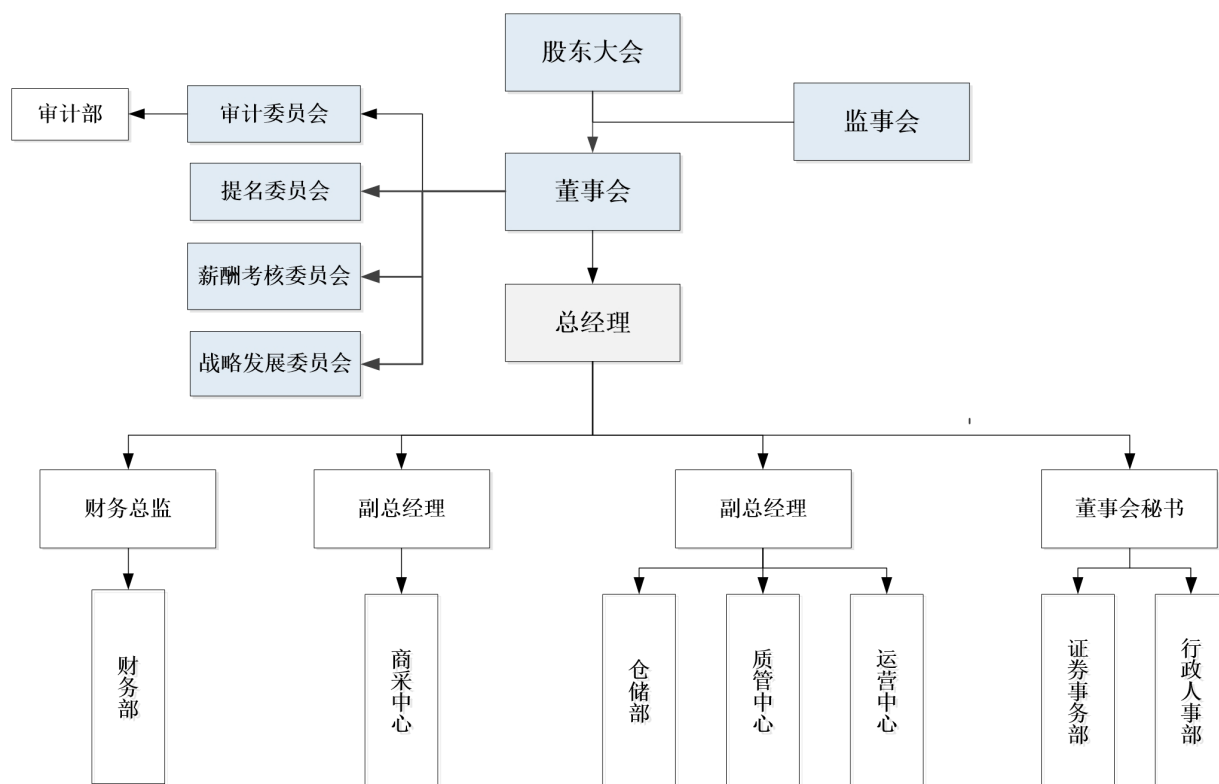 股东大会
审计部
审计委员会
监事会
提名委员会
董事会
薪酬考核委员会
总经理
战略发展委员会
财务总监
副总经理
副总经理
董事会秘书
财务部
商采中心
仓储部
质管中心
运营中心
证券事务部
行政人事部